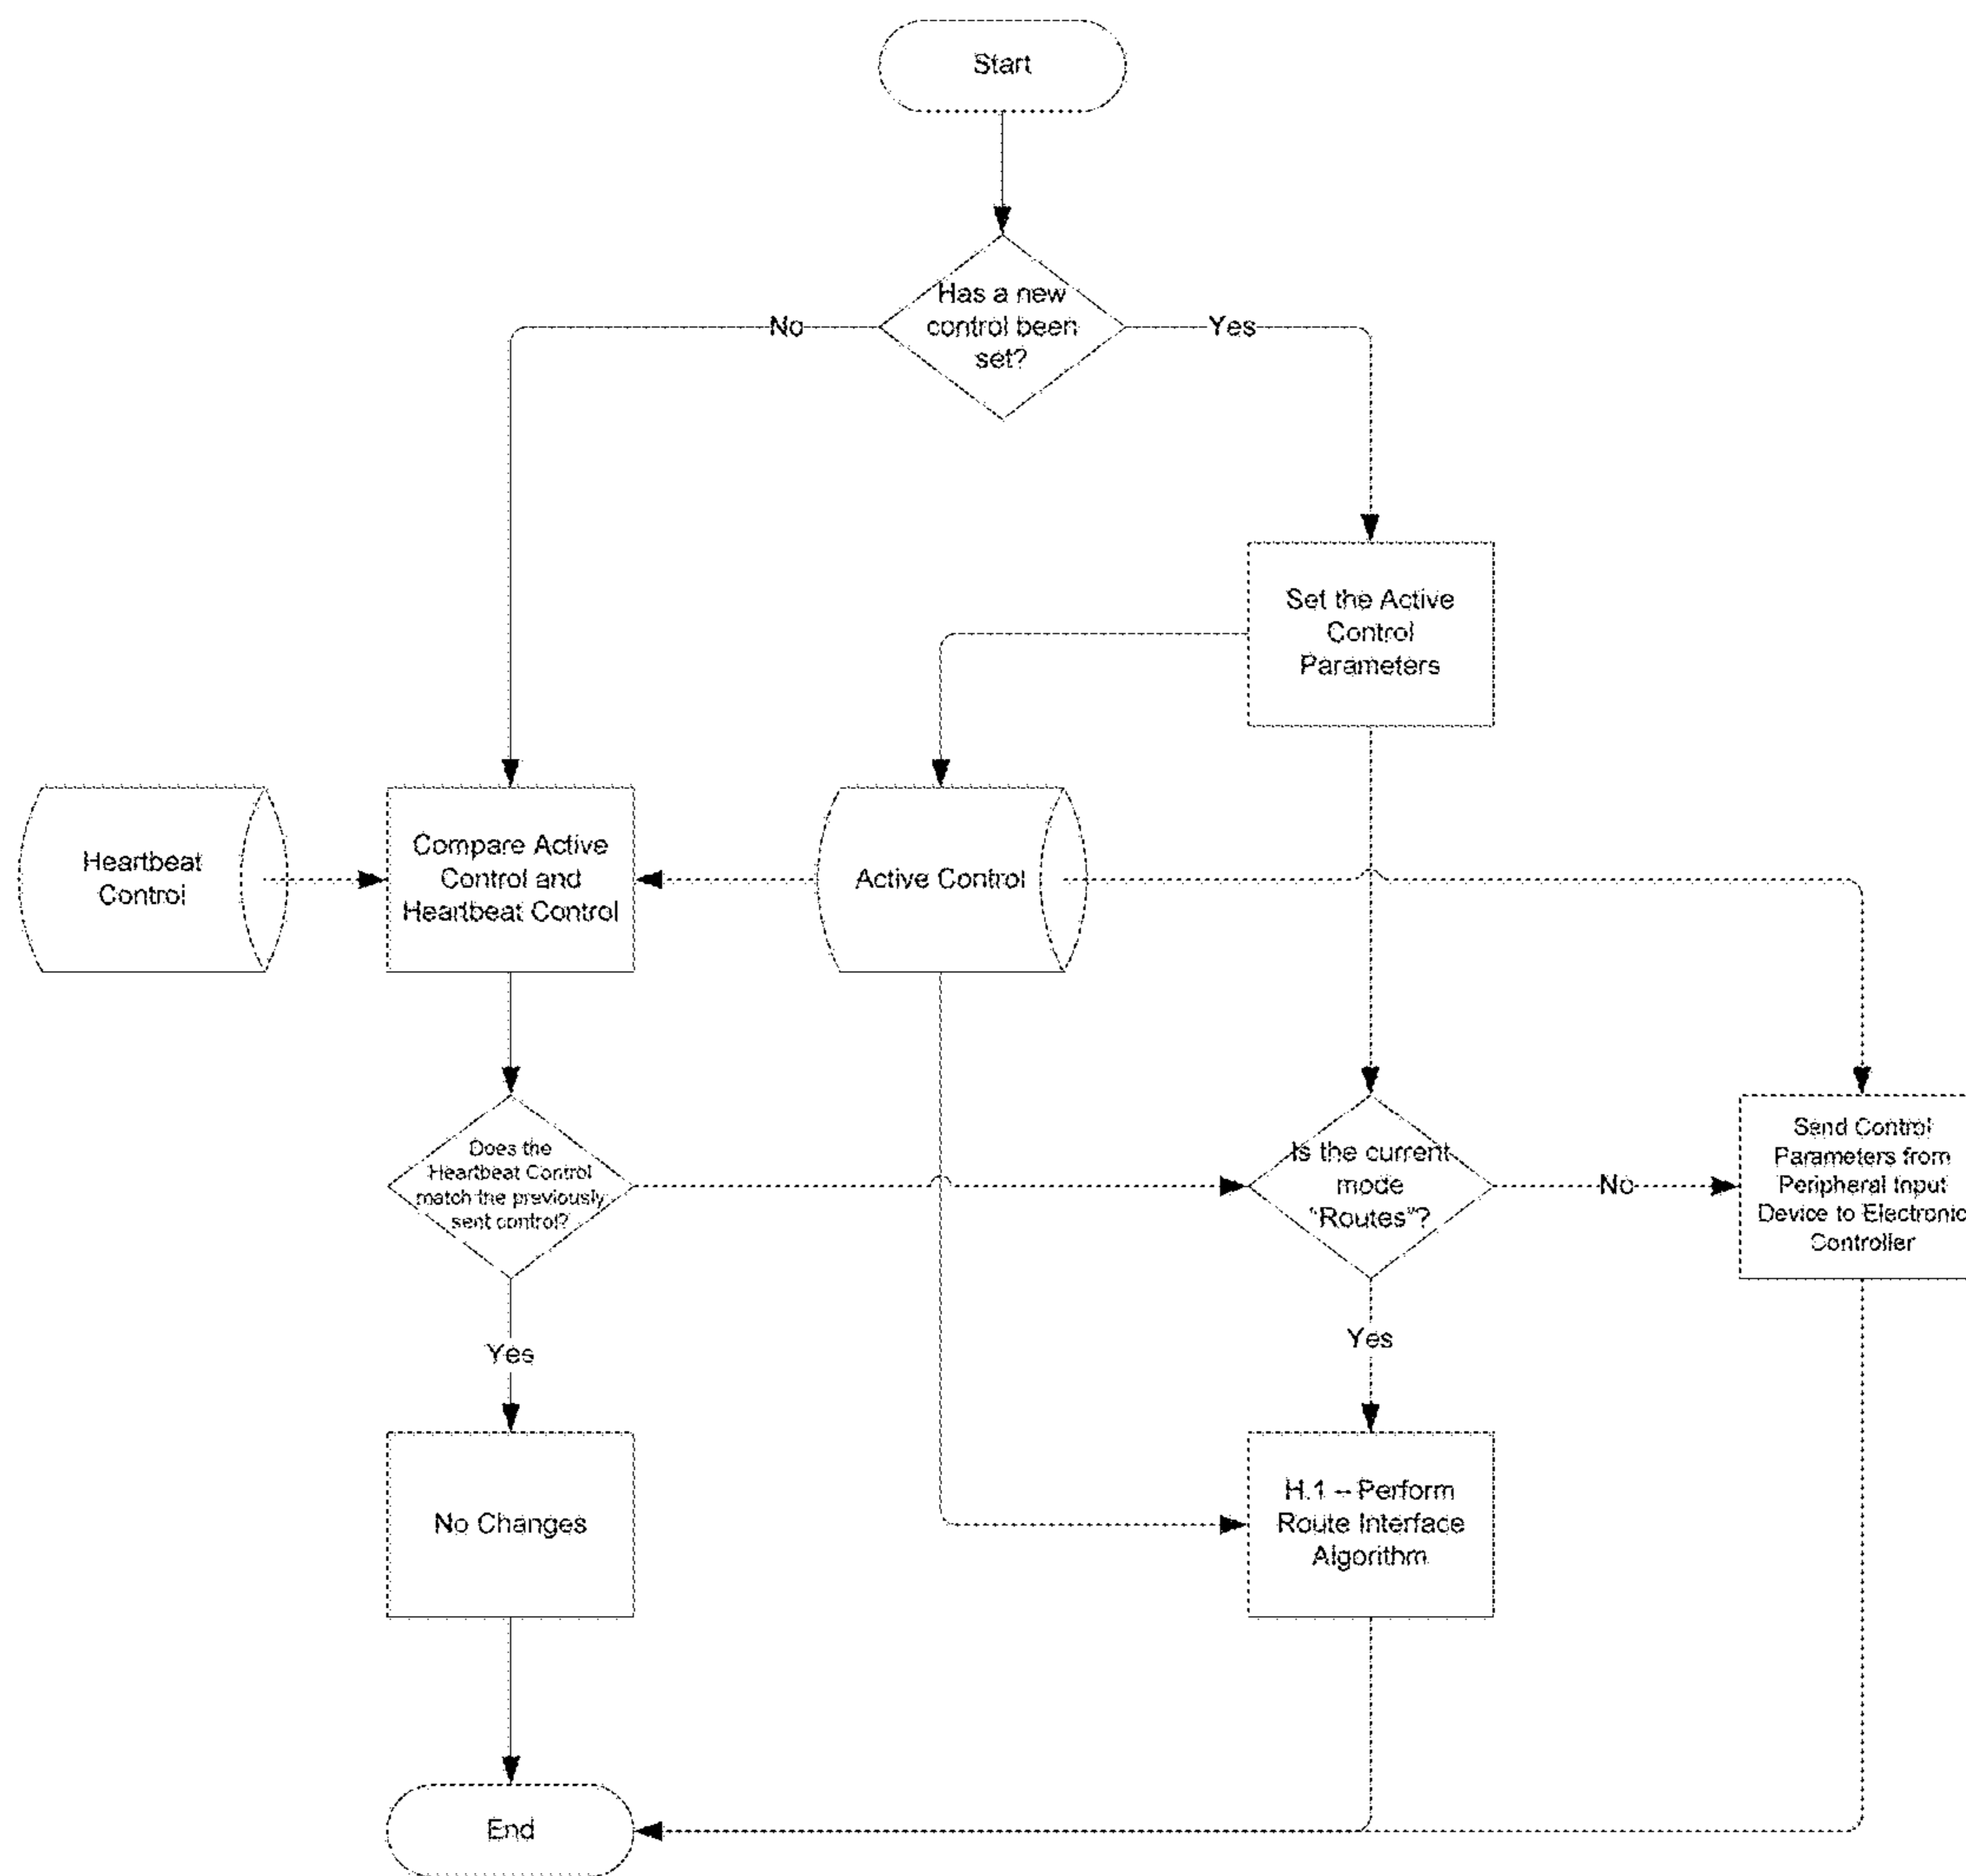 Start
Has a new
control been
set?
No
Yes
Set the Active
Control
Parameters
Heartbeat
Control
Compare Active
Control and
Heartbeat Control
Active Control
Does the
Heartbeat Control
match the previously
sent control?
Is the current
mode
"Routes"?
No
Send Control
Parameters from
Peripheral Input
Device to Electronic
Controller
Yes
Yes
No Changes
H.1 – Perform
Route Interface
Algorithm
End